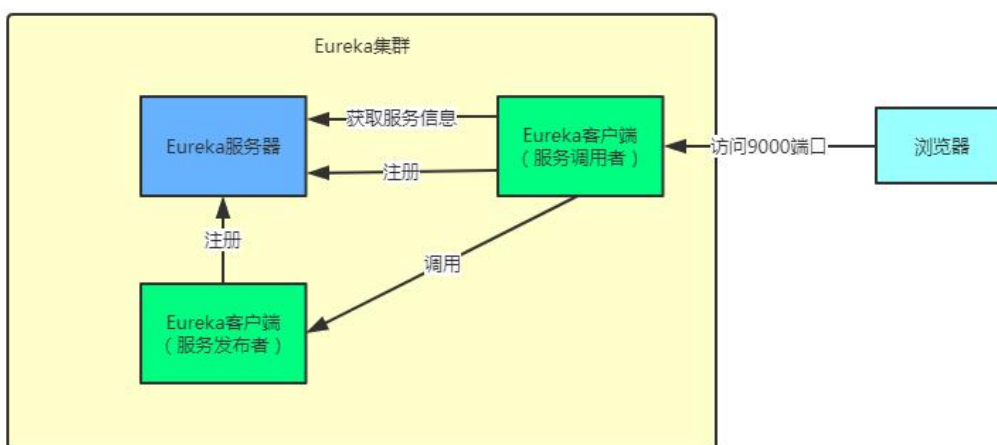 Eureka集群
Eureka服务器
获取服务信息
Eureka客户端
（服务调用者）
访问9000端口
浏览器
注册
注册
调用
Eureka客户端
（服务发布者）